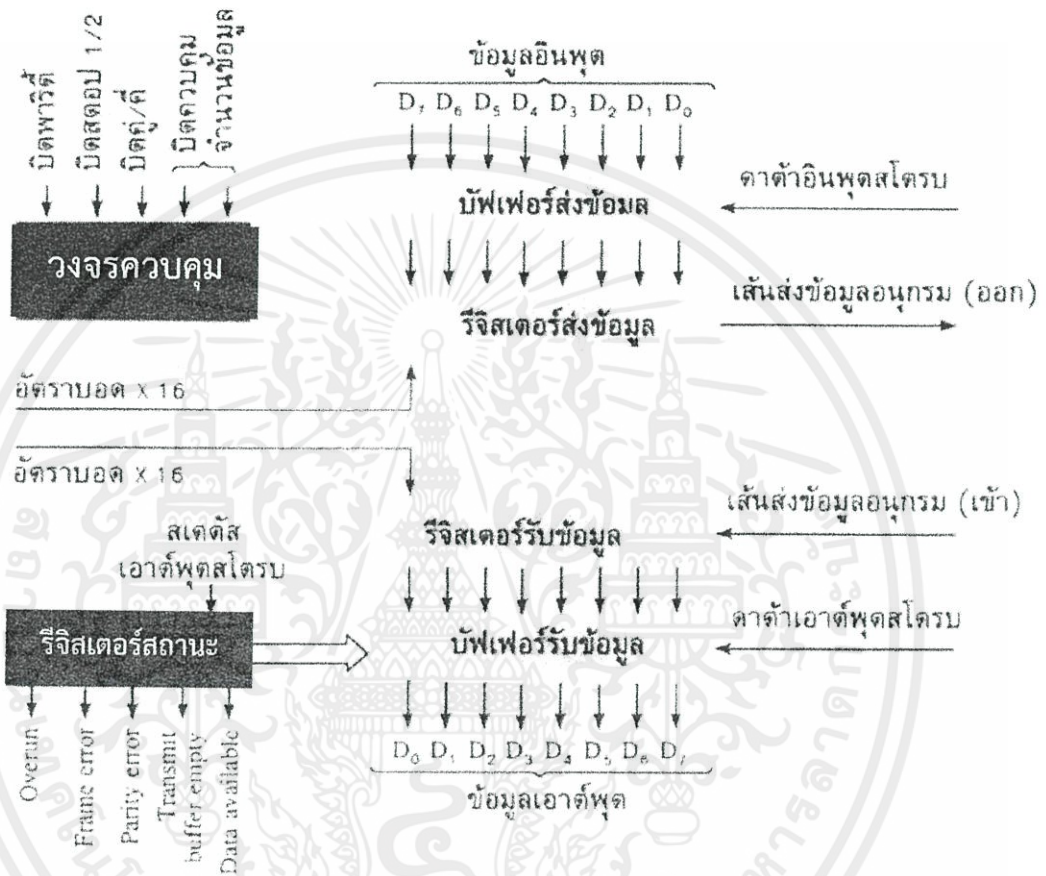 บิตพาริตี้
บิตสตอป 1/2
บิตคู่/คี่
บิตควบคุม
จำนวนข้อมูล
วงจรควบคุม
ข้อมูลอินพุต
D₇ D₆ D₅ D₄ D₃ D₂ D₁ D₀
บัฟเฟอร์ส่งข้อมูล
ดาต้าอินพุตสโตรบ
รีจิสเตอร์ส่งข้อมูล
เส้นส่งข้อมูลอนุกรม (ออก)
อัตราบอด X 16
อัตราบอด X 16
รีจิสเตอร์รับข้อมูล
เส้นส่งข้อมูลอนุกรม (เข้า)
สเตตัส
เอาต์พุตสโตรบ
รีจิสเตอร์สถานะ
บัฟเฟอร์รับข้อมูล
ดาต้าเอาต์พุตสโตรบ
Overun
Frame error
Parity error
Transmit
buffer empty
Data available
D₀ D₁ D₂ D₃ D₄ D₅ D₆ D₇
ข้อมูลเอาต์พุต